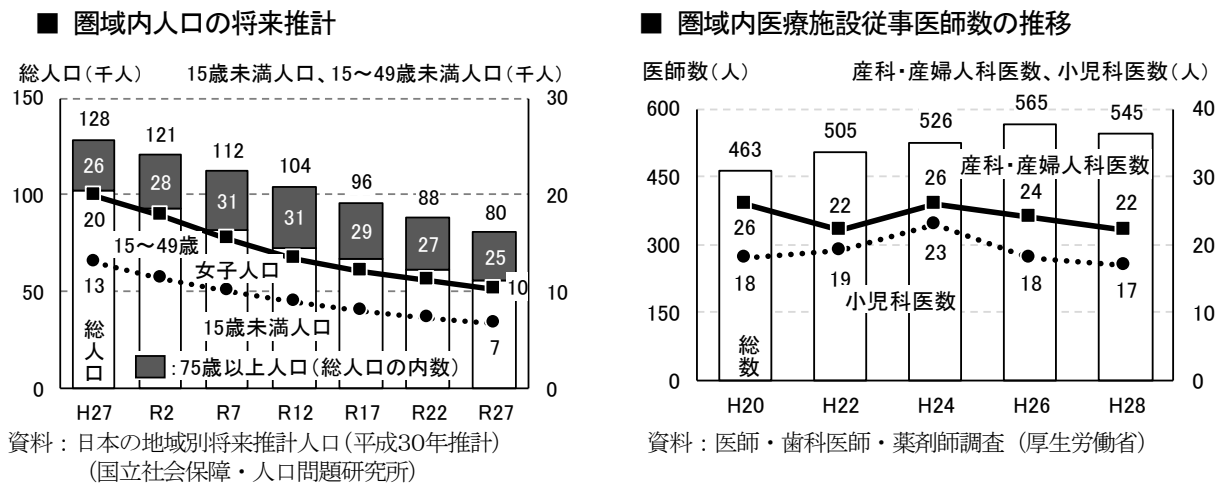 ■ 圏域内人口の将来推計
総人口（千人） 15歳未満人口、15～49歳未満人口（千人）
150 30
128
121
112
104
96
88
80
26
28
31
31
29
27
25
100 20
20
15～49歳
女子人口
13
50 10
10
15歳未満人口
7
総人口
：75歳以上人口（総人口の内数）
0 0
H27 R2 R7 R12 R17 R22 R27
資料：日本の地域別将来推計人口（平成30年推計）
（国立社会保障・人口問題研究所）
■ 圏域内医療施設従事医師数の推移
医師数（人） 産科・産婦人科医数、小児科医数（人）
600 40
463
505
526
565
545
産科・産婦人科医数
450 30
26
22
26
24
22
300 20
18
19
23
18
17
小児科医数
150 10
総数
0 0
H20 H22 H24 H26 H28
資料：医師・歯科医師・薬剤師調査（厚生労働省）